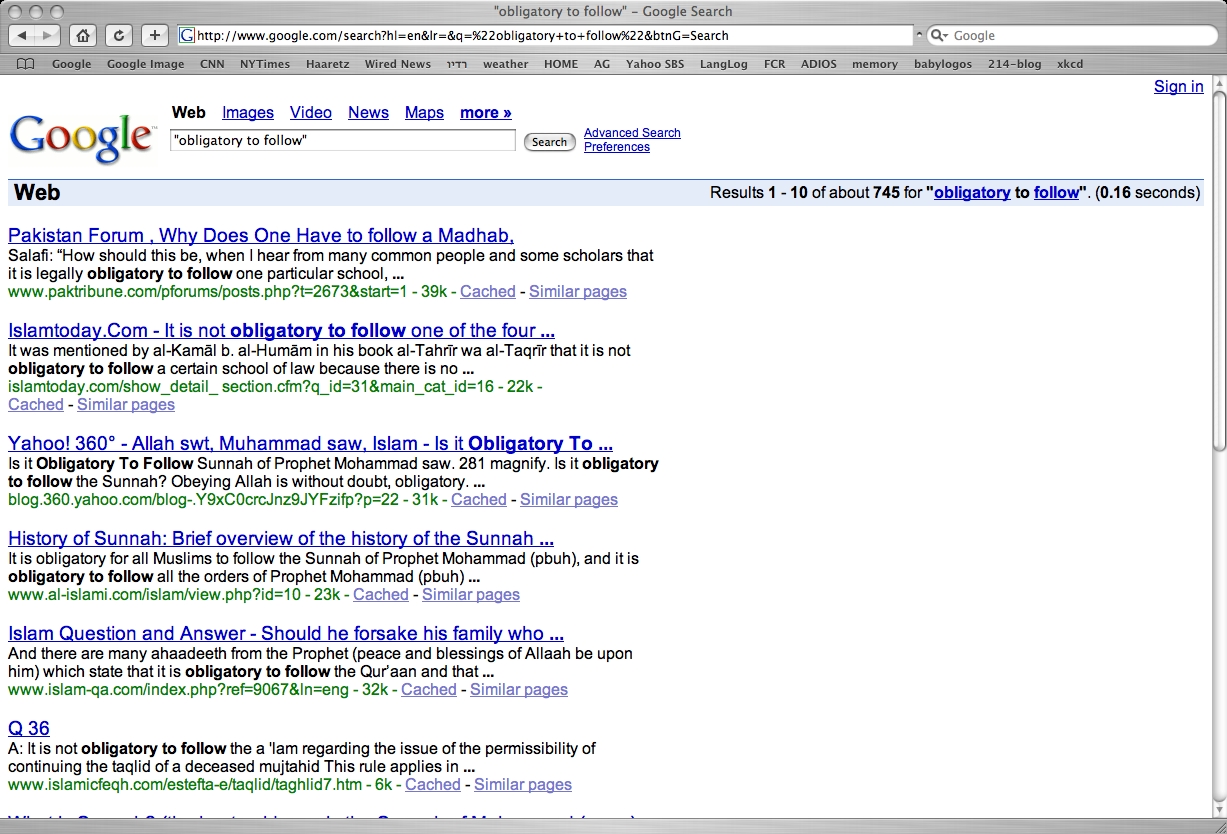 "obligatory to follow" – Google Search
http://www.google.com/search?hl=en&lr=&q=%22obligatory+to+follow%22&btnG=Search
Google
Google Google Image CNN NYTimes Haaretz Wired News רדיו weather HOME AG Yahoo SBS LangLog FCR ADIOS memory babylogos 214-blog xkcd
Sign in
Web Images Video News Maps more »
Google™
"obligatory to follow" Search
Advanced Search
Preferences
Web Results 1 - 10 of about 745 for "obligatory to follow". (0.16 seconds)
Pakistan Forum , Why Does One Have to follow a Madhab,
Salafi: “How should this be, when I hear from many common people and some scholars that
it is legally obligatory to follow one particular school, ...
www.paktribune.com/pforums/posts.php?t=2673&start=1 - 39k - Cached - Similar pages
Islamtoday.Com - It is not obligatory to follow one of the four ...
It was mentioned by al-Kamāl b. al-Humām in his book al-Tahrīr wa al-Taqrīr that it is not
obligatory to follow a certain school of law because there is no ...
islamtoday.com/show_detail_ section.cfm?q_id=31&main_cat_id=16 - 22k -
Cached - Similar pages
Yahoo! 360° - Allah swt, Muhammad saw, Islam - Is it Obligatory To ...
Is it Obligatory To Follow Sunnah of Prophet Mohammad saw. 281 magnify. Is it obligatory
to follow the Sunnah? Obeying Allah is without doubt, obligatory. ...
blog.360.yahoo.com/blog-.Y9xC0crcJnz9JYFzifp?p=22 - 31k - Cached - Similar pages
History of Sunnah: Brief overview of the history of the Sunnah ...
It is obligatory for all Muslims to follow the Sunnah of Prophet Mohammad (pbuh), and it is
obligatory to follow all the orders of Prophet Mohammad (pbuh) ...
www.al-islami.com/islam/view.php?id=10 - 23k - Cached - Similar pages
Islam Question and Answer - Should he forsake his family who ...
And there are many ahaadeeth from the Prophet (peace and blessings of Allaah be upon
him) which state that it is obligatory to follow the Qur’aan and that ...
www.islam-qa.com/index.php?ref=9067&ln=eng - 32k - Cached - Similar pages
Q 36
A: It is not obligatory to follow the a 'lam regarding the issue of the permissibility of
continuing the taqlid of a deceased mujtahid This rule applies in ...
www.islamicfeqh.com/estefta-e/taqlid/taghlid7.htm - 6k - Cached - Similar pages